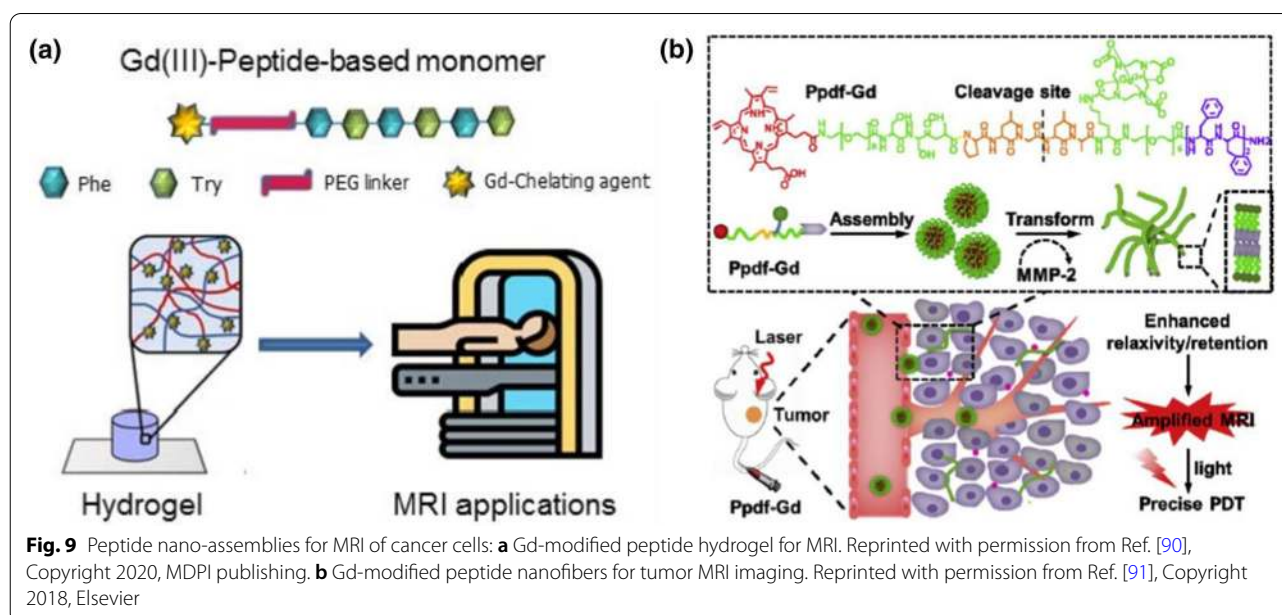 (a)
Gd(III)-Peptide-based monomer
Phe
Try
PEG linker
Gd-Chelating agent
Hydrogel
MRI applications
(b)
Ppdf-Gd
Cleavage site
Ppdf-Gd
Assembly
Transform
MMP-2
Laser
Tumor
Ppdf-Gd
Enhanced
relaxivity/retention
Amplified MRI
light
Precise PDT
Fig. 9 Peptide nano-assemblies for MRI of cancer cells: a Gd-modified peptide hydrogel for MRI. Reprinted with permission from Ref. [90],
Copyright 2020, MDPI publishing. b Gd-modified peptide nanofibers for tumor MRI imaging. Reprinted with permission from Ref. [91], Copyright
2018, Elsevier